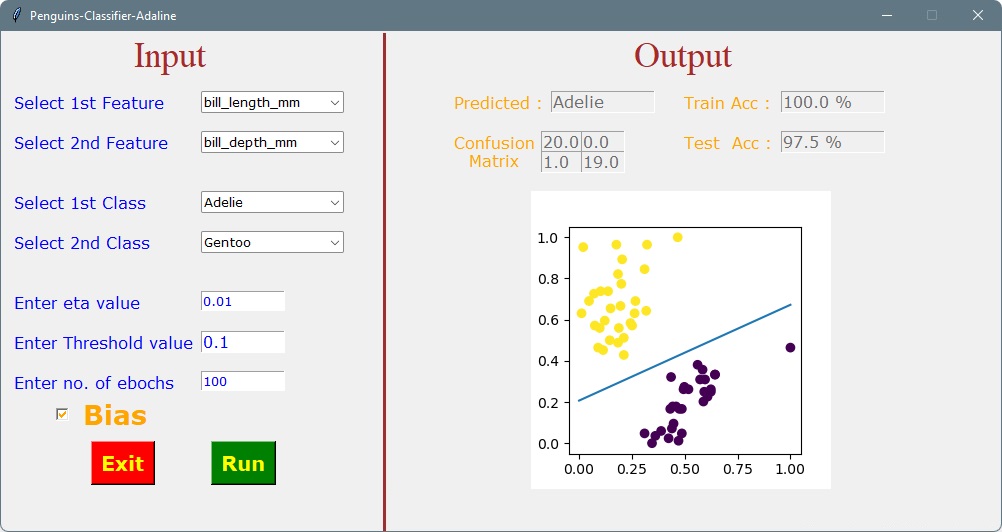 Penguins-Classifier-Adaline
Input
Select 1st Feature bill_length_mm
Select 2nd Feature bill_depth_mm
Select 1st Class Adelie
Select 2nd Class Gentoo
Enter eta value 0.01
Enter Threshold value 0.1
Enter no. of ebochs 100
Bias
Exit Run
Output
Predicted : Adelie Train Acc : 100.0 %
Confusion 20.0 0.0 Test Acc : 97.5 %
Matrix 1.0 19.0
1.0
0.8
0.6
0.4
0.2
0.0
0.00 0.25 0.50 0.75 1.00